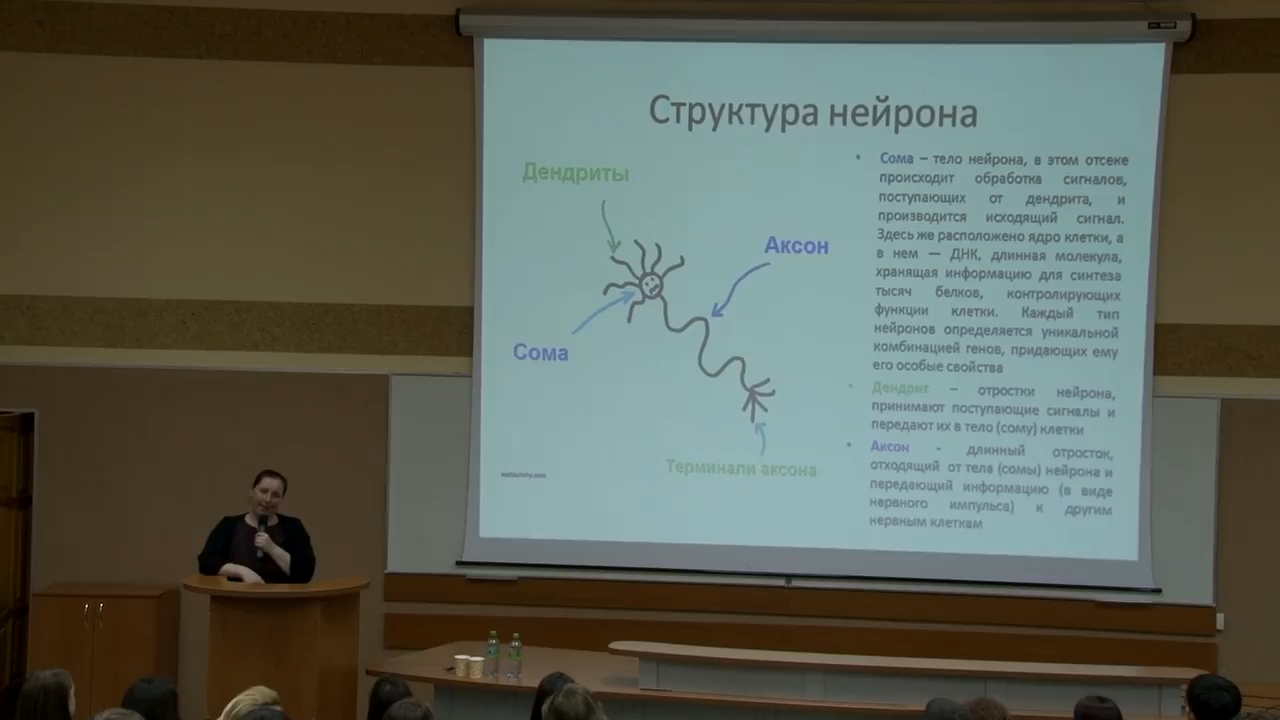 Структура нейрона
Дендриты
Аксон
Сома
Терминали аксона
• Сома – тело нейрона, в этом отсеке
происходит обработка сигналов,
поступающих от дендрита, и
производится исходящий сигнал.
Здесь же расположено ядро клетки, а
в нем — ДНК, длинная молекула,
хранящая информацию для синтеза
тысяч белков, контролирующих
функции клетки. Каждый тип
нейронов определяется уникальной
комбинацией генов, придающих ему
его особые свойства
• Дендрит – отростки нейрона,
принимают поступающие сигналы и
передают их в тело (сому) клетки
• Аксон - длинный отросток,
отходящий от тела (сомы) нейрона и
передающий информацию (в виде
нервного импульса) к другим
нервным клеткам